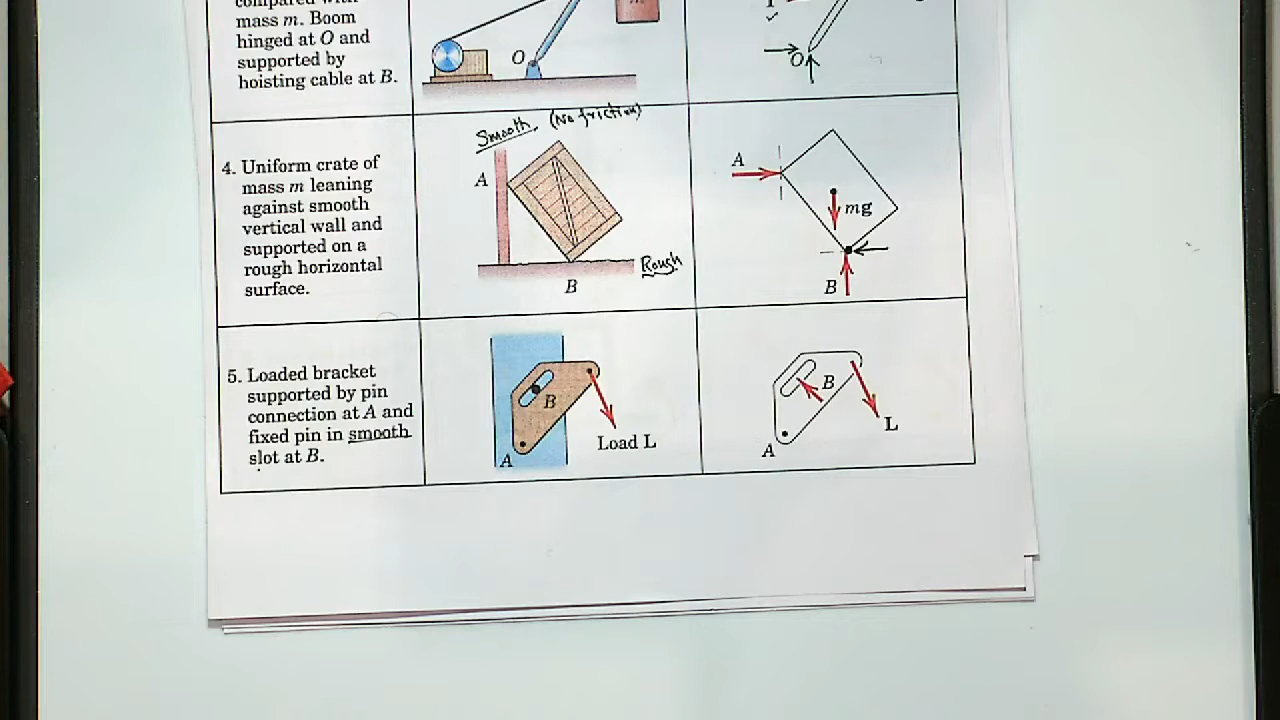 mass m. Boom
hinged at O and
supported by
hoisting cable at B.
O
O
Smooth (No friction)
4. Uniform crate of
mass m leaning
against smooth
vertical wall and
supported on a
rough horizontal
surface.
A
Rough
B
A
mg
B
5. Loaded bracket
supported by pin
connection at A and
fixed pin in smooth
slot at B.
B
Load L
A
B
L
A